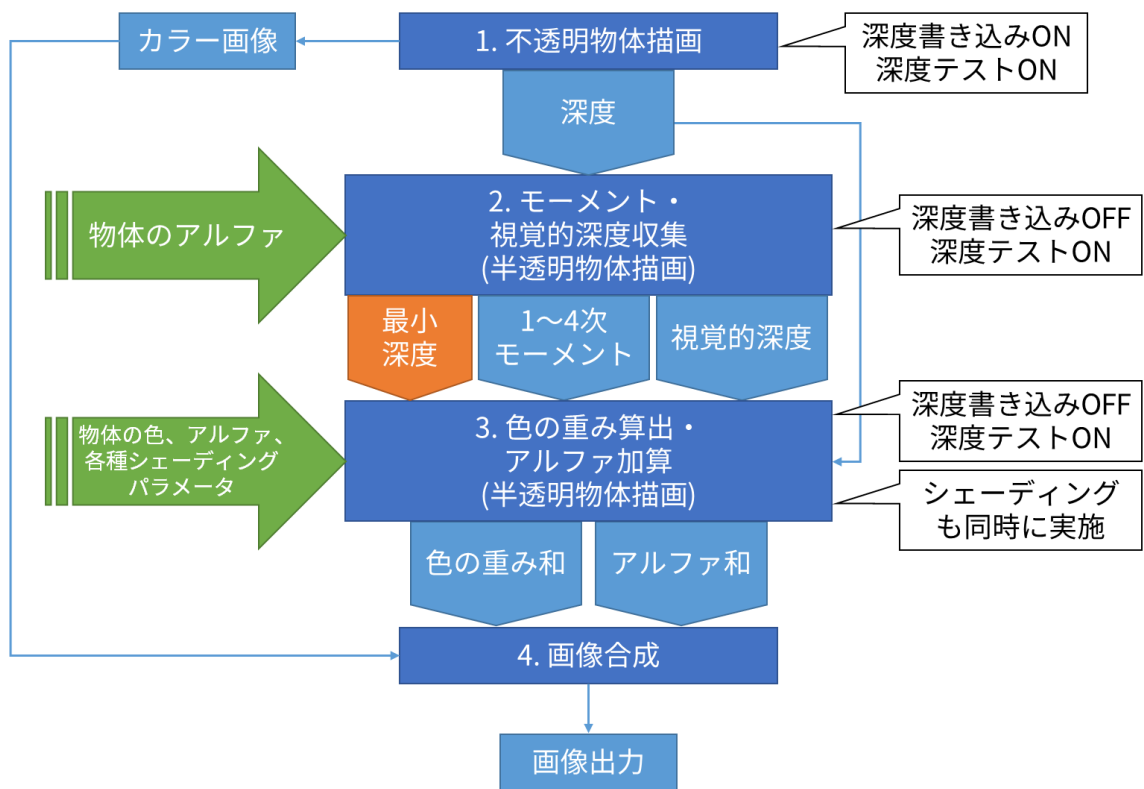 カラー画像
1. 不透明物体描画
深度書き込みON
深度テストON
深度
物体のアルファ
2. モーメント・
視覚的深度収集
(半透明物体描画)
深度書き込みOFF
深度テストON
最小
深度
1～4次
モーメント
視覚的深度
物体の色、アルファ、
各種シェーディング
パラメータ
3. 色の重み算出・
アルファ加算
(半透明物体描画)
深度書き込みOFF
深度テストON
シェーディング
も同時に実施
色の重み和
アルファ和
4. 画像合成
画像出力